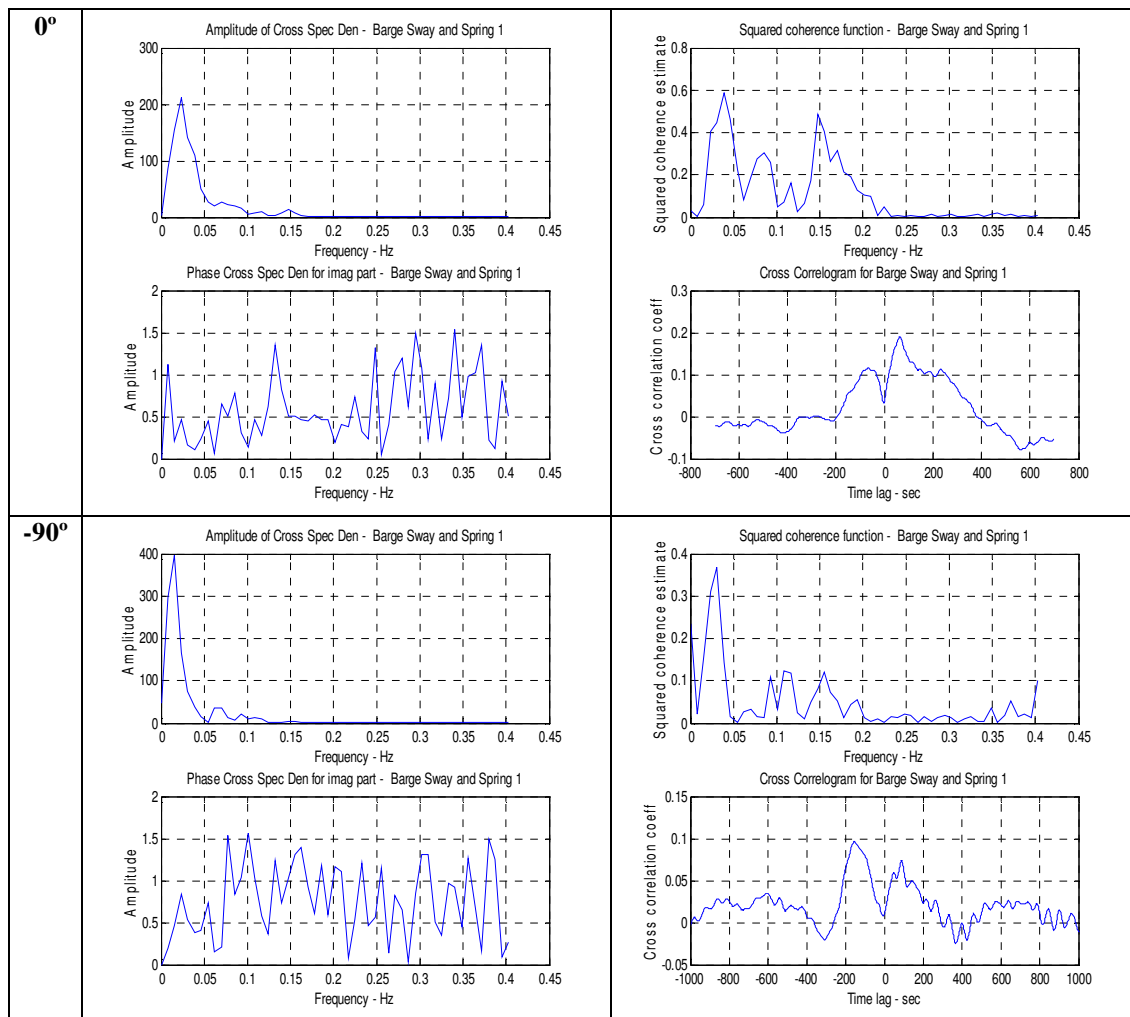 0º
Amplitude of Cross Spec Den - Barge Sway and Spring 1
300
200
100
0
Amplitude
0 0.05 0.1 0.15 0.2 0.25 0.3 0.35 0.4 0.45
Frequency - Hz
Phase Cross Spec Den for imag part - Barge Sway and Spring 1
2
1.5
1
0.5
0
Amplitude
0 0.05 0.1 0.15 0.2 0.25 0.3 0.35 0.4 0.45
Frequency - Hz
Squared coherence function - Barge Sway and Spring 1
0.8
0.6
0.4
0.2
0
Squared coherence estimate
0 0.05 0.1 0.15 0.2 0.25 0.3 0.35 0.4 0.45
Frequency - Hz
Cross Correlogram for Barge Sway and Spring 1
0.3
0.2
0.1
0
-0.1
Cross correlation coeff
-800 -600 -400 -200 0 200 400 600 800
Time lag - sec
-90º
Amplitude of Cross Spec Den - Barge Sway and Spring 1
400
300
200
100
0
Amplitude
0 0.05 0.1 0.15 0.2 0.25 0.3 0.35 0.4 0.45
Frequency - Hz
Phase Cross Spec Den for imag part - Barge Sway and Spring 1
2
1.5
1
0.5
0
Amplitude
0 0.05 0.1 0.15 0.2 0.25 0.3 0.35 0.4 0.45
Frequency - Hz
Squared coherence function - Barge Sway and Spring 1
0.4
0.3
0.2
0.1
0
Squared coherence estimate
0 0.05 0.1 0.15 0.2 0.25 0.3 0.35 0.4 0.45
Frequency - Hz
Cross Correlogram for Barge Sway and Spring 1
0.15
0.1
0.05
0
-0.05
Cross correlation coeff
-1000 -800 -600 -400 -200 0 200 400 600 800 1000
Time lag - sec